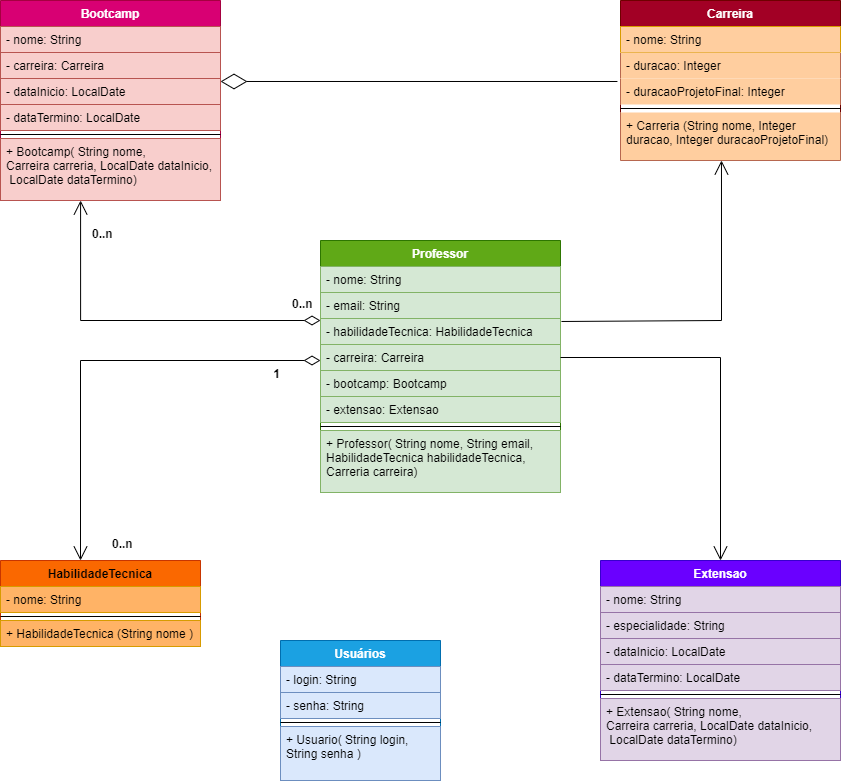 Bootcamp
- nome: String
- carreira: Carreira
- dataInicio: LocalDate
- dataTermino: LocalDate
+ Bootcamp( String nome,
Carreira carreria, LocalDate dataInicio,
LocalDate dataTermino)
Carreira
- nome: String
- duracao: Integer
- duracaoProjetoFinal: Integer
+ Carreria (String nome, Integer
duracao, Integer duracaoProjetoFinal)
0..n
0..n
1
0..n
Professor
- nome: String
- email: String
- habilidadeTecnica: HabilidadeTecnica
- carreira: Carreira
- bootcamp: Bootcamp
- extensao: Extensao
+ Professor( String nome, String email,
HabilidadeTecnica habilidadeTecnica,
Carreria carreira)
HabilidadeTecnica
- nome: String
+ HabilidadeTecnica (String nome )
Usuários
- login: String
- senha: String
+ Usuario( String login,
String senha )
Extensao
- nome: String
- especialidade: String
- dataInicio: LocalDate
- dataTermino: LocalDate
+ Extensao( String nome,
Carreira carreria, LocalDate dataInicio,
LocalDate dataTermino)